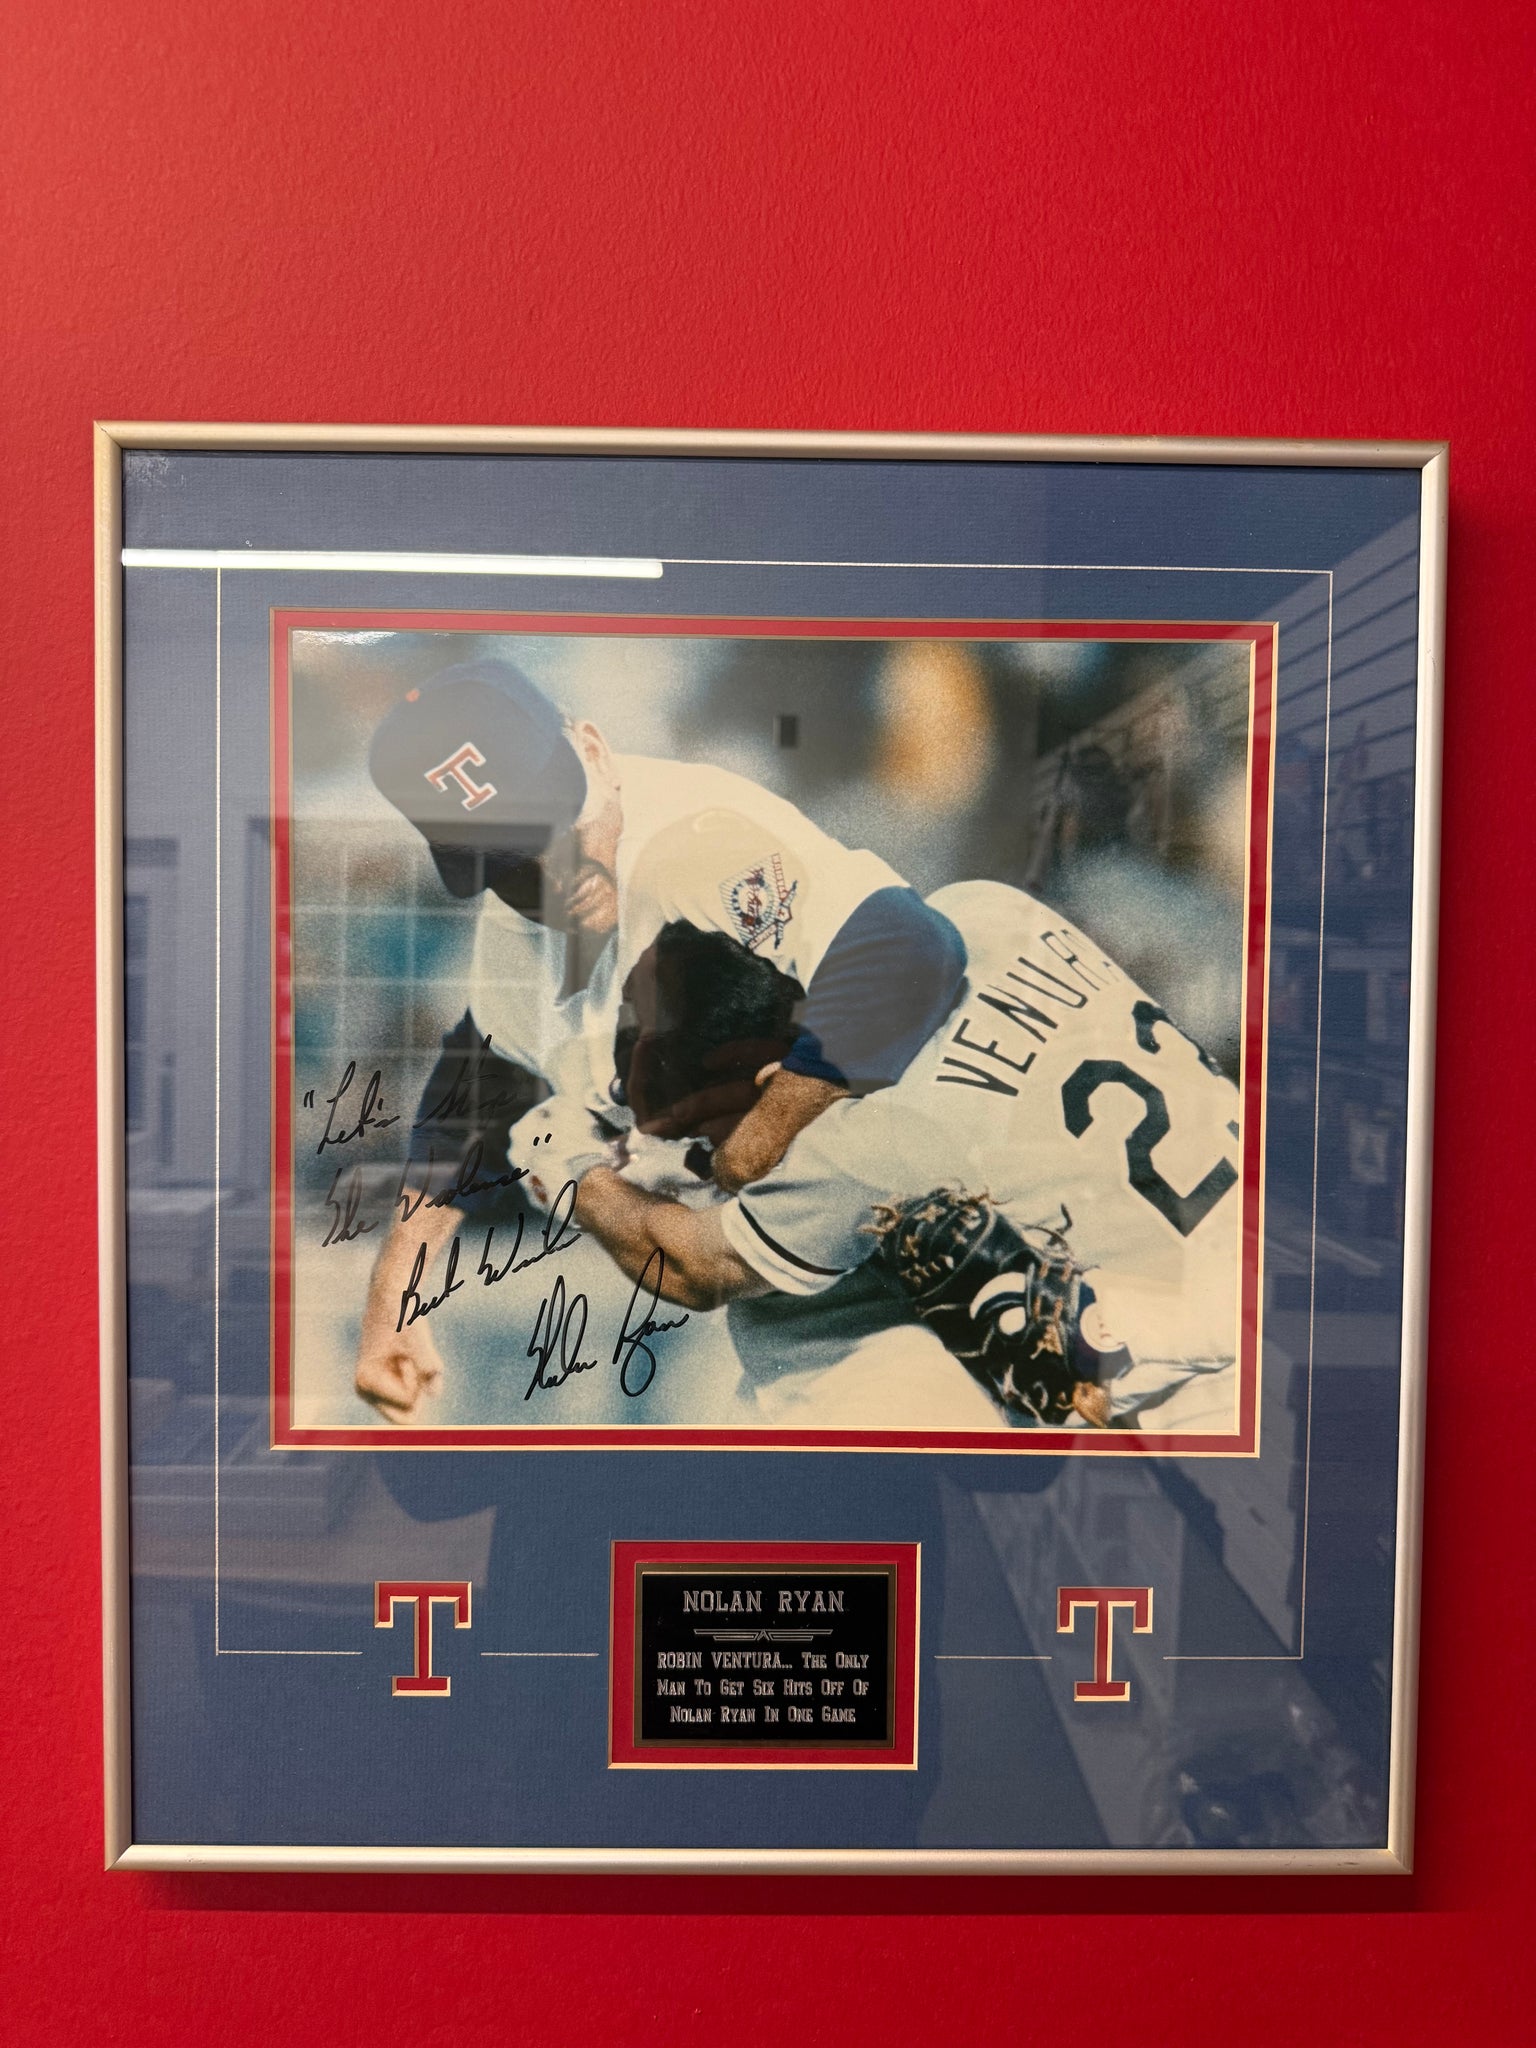 T
VENTURA
23
"Let's stop
the Violence"
Best Wishes
Nolan Ryan
T
T
NOLAN RYAN
ROBIN VENTURA... THE ONLY
MAN TO GET SIX HITS OFF OF
NOLAN RYAN IN ONE GAME